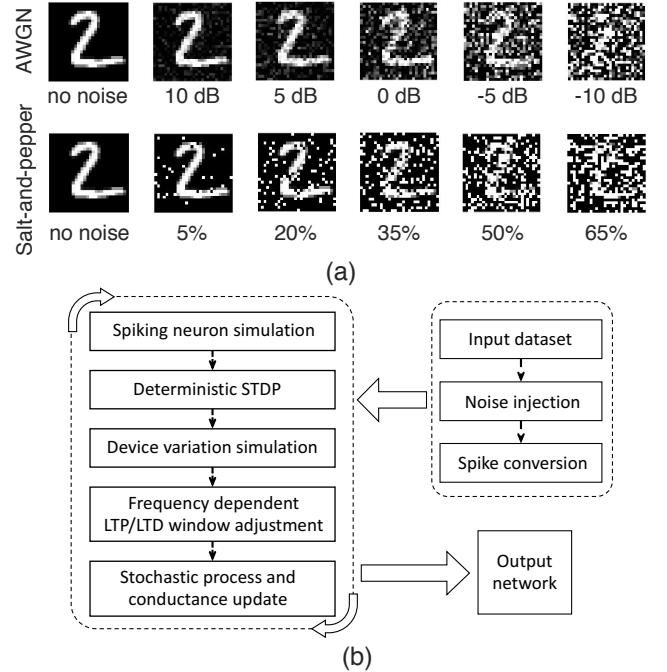 AWGN
no noise 10 dB 5 dB 0 dB -5 dB -10 dB
Salt-and-pepper
no noise 5% 20% 35% 50% 65%
(a)
Spiking neuron simulation
Deterministic STDP
Device variation simulation
Frequency dependent
LTP/LTD window adjustment
Stochastic process and
conductance update
Input dataset
Noise injection
Spike conversion
Output
network
(b)